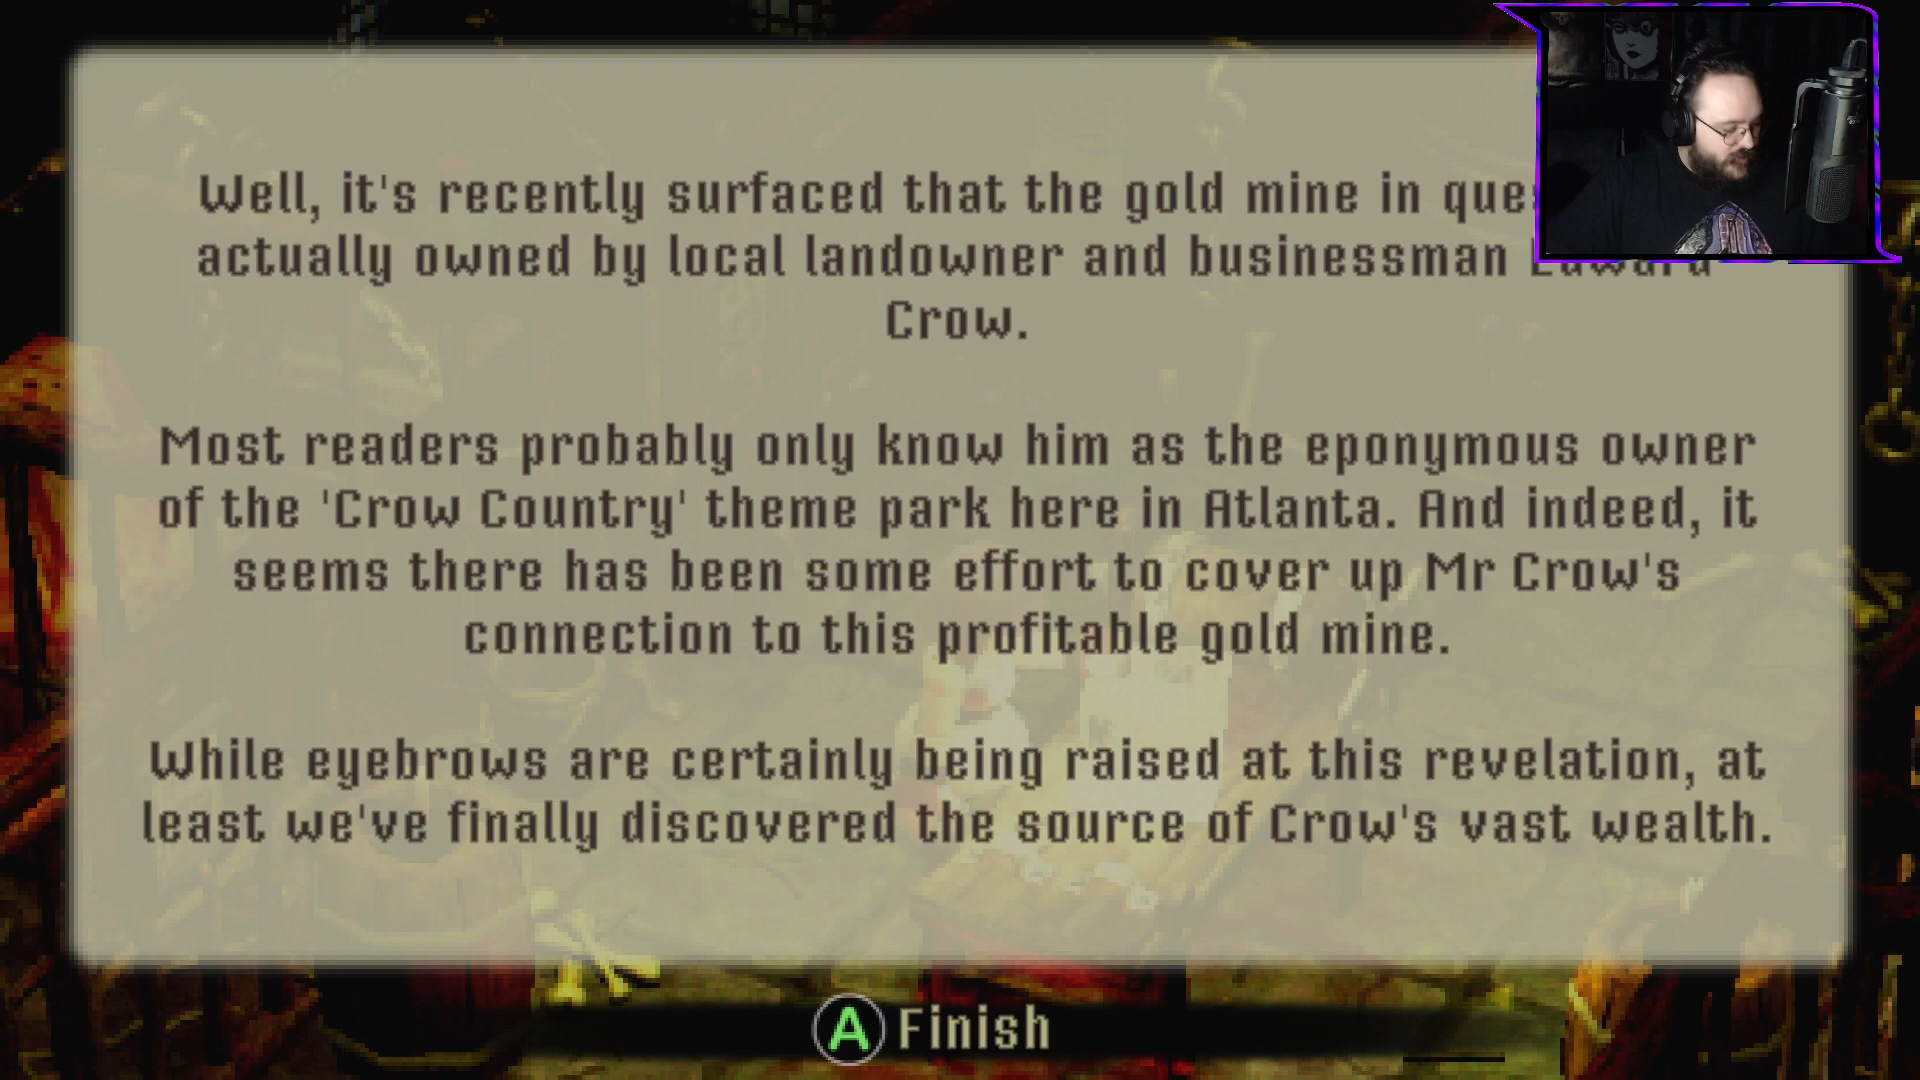 Well, it's recently surfaced that the gold mine in
actually owned by local landowner and businessman Edward
Crow.
Most readers probably only know him as the eponymous owner
of the 'Crow Country' theme park here in Atlanta. And indeed, it
seems there has been some effort to cover up Mr Crow's
connection to this profitable gold mine.
While eyebrows are certainly being raised at this revelation, at
least we've finally discovered the source of Crow's vast wealth.
A Finish